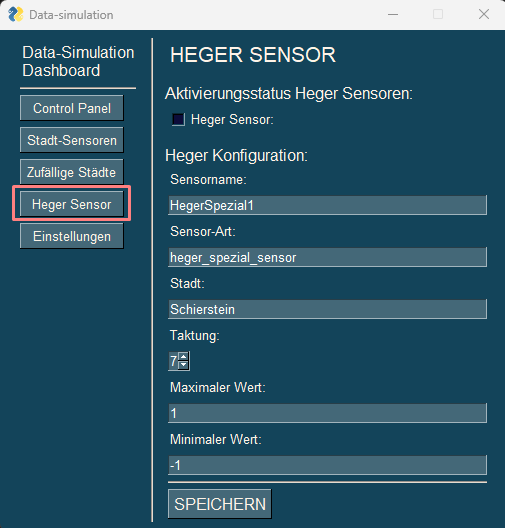 Data-simulation
Data-Simulation
Dashboard
Control Panel
Stadt-Sensoren
Zufällige Städte
Heger Sensor
Einstellungen
HEGER SENSOR
Aktivierungsstatus Heger Sensoren:
Heger Sensor:
Heger Konfiguration:
Sensorname:
HegerSpezial1
Sensor-Art:
heger_spezial_sensor
Stadt:
Schierstein
Taktung:
7
Maximaler Wert:
1
Minimaler Wert:
-1
SPEICHERN